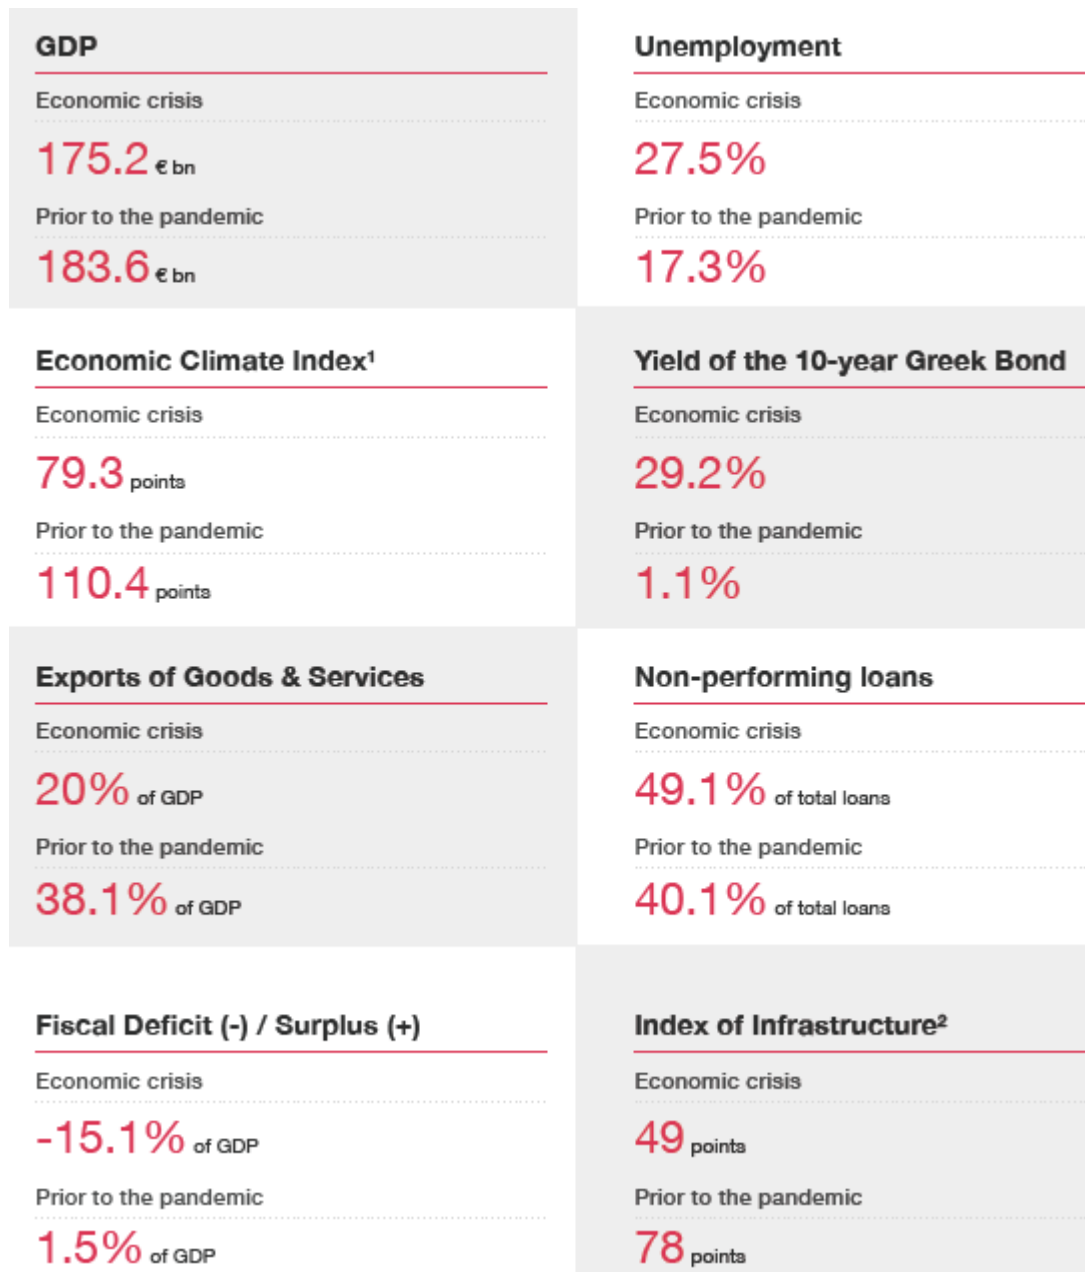 GDP
Economic crisis
175.2 € bn
Prior to the pandemic
183.6 € bn
Unemployment
Economic crisis
27.5%
Prior to the pandemic
17.3%
Economic Climate Index¹
Economic crisis
79.3 points
Prior to the pandemic
110.4 points
Yield of the 10-year Greek Bond
Economic crisis
29.2%
Prior to the pandemic
1.1%
Exports of Goods & Services
Economic crisis
20% of GDP
Prior to the pandemic
38.1% of GDP
Non-performing loans
Economic crisis
49.1% of total loans
Prior to the pandemic
40.1% of total loans
Fiscal Deficit (-) / Surplus (+)
Economic crisis
-15.1% of GDP
Prior to the pandemic
1.5% of GDP
Index of Infrastructure²
Economic crisis
49 points
Prior to the pandemic
78 points